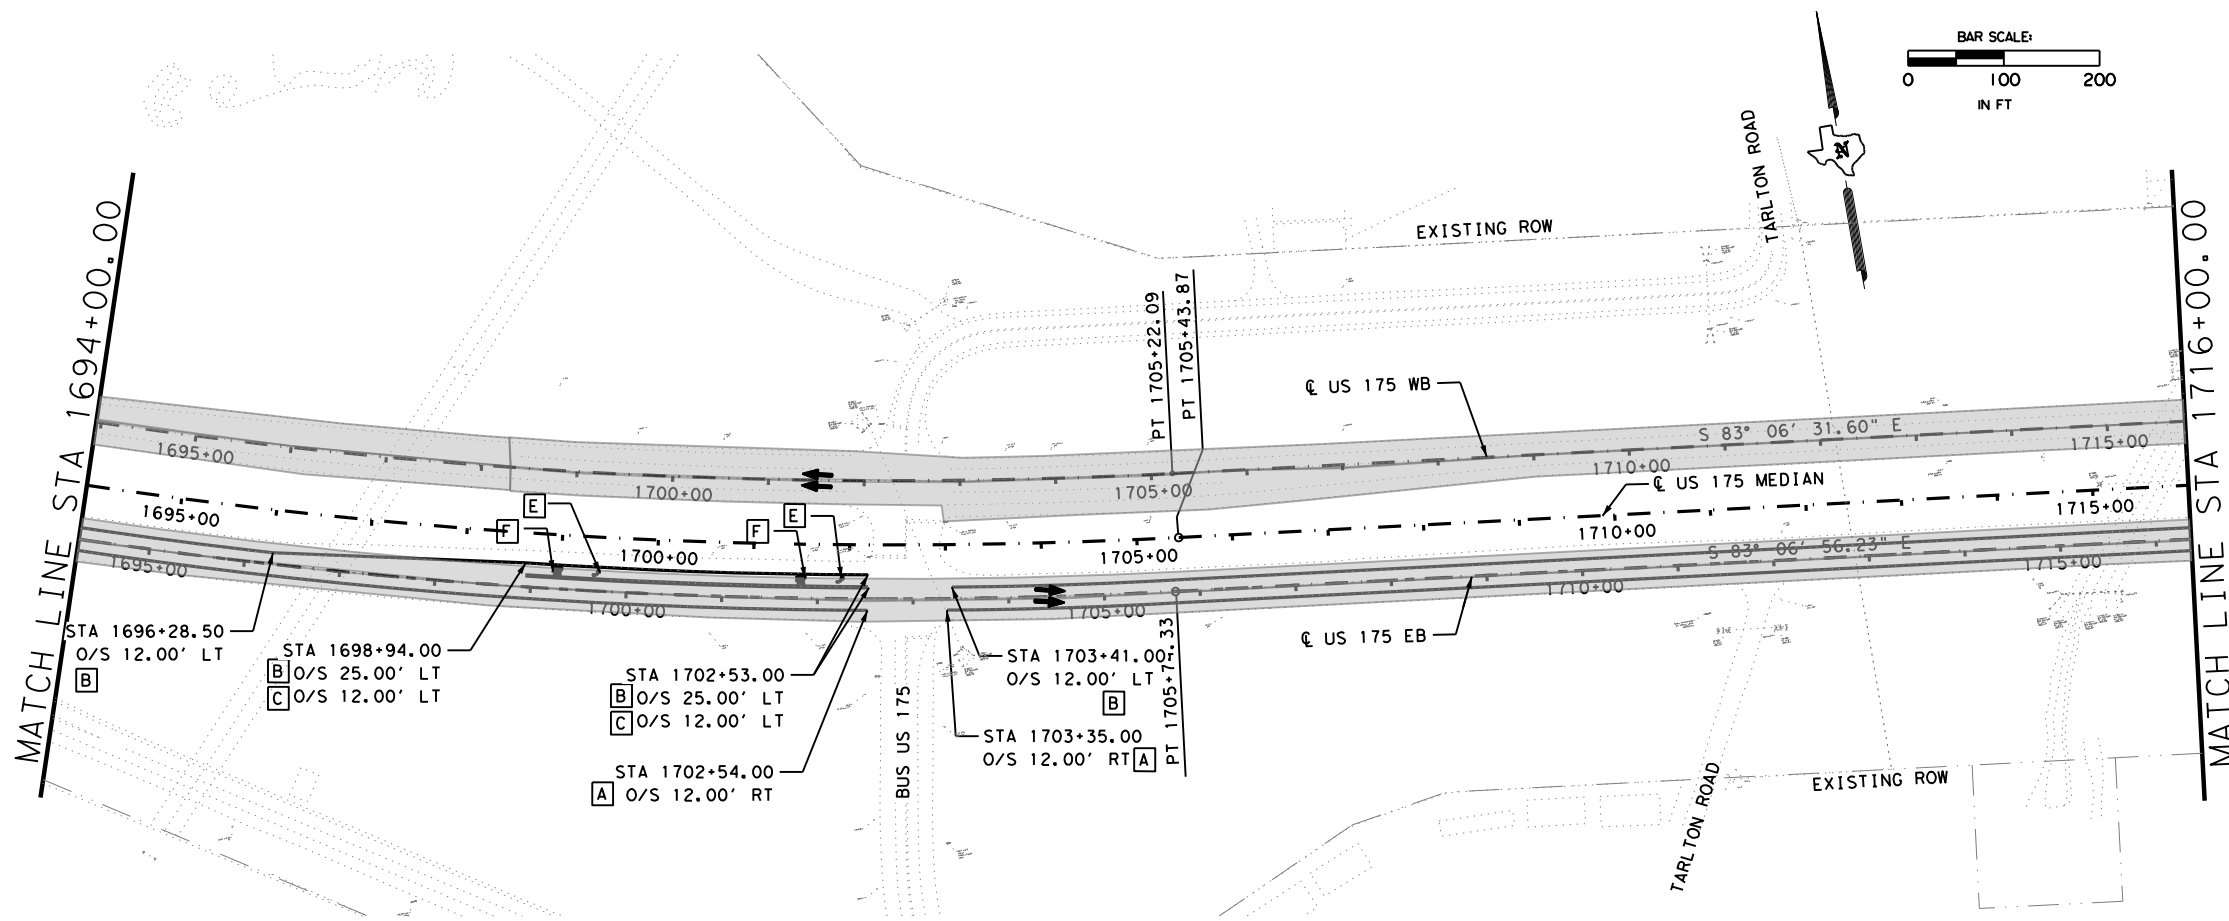 BAR SCALE:
0 100 200
IN FT
N
TARLTON ROAD
EXISTING ROW
MATCH LINE STA 1694+00.00
MATCH LINE STA 1716+00.00
PT 1705+22.09
PT 1705+43.87
℄ US 175 WB
S 83° 06' 31.60" E
1695+00
1700+00
1705+00
1710+00
1715+00
℄ US 175 MEDIAN
1695+00
1700+00
1705+00
1710+00
1715+00
E
F
E
F
S 83° 06' 56.23" E
1695+00
1700+00
1705+00
1710+00
1715+00
STA 1696+28.50
O/S 12.00' LT
B
STA 1698+94.00
B O/S 25.00' LT
C O/S 12.00' LT
STA 1702+53.00
B O/S 25.00' LT
C O/S 12.00' LT
STA 1702+54.00
A O/S 12.00' RT
BUS US 175
STA 1703+41.00
O/S 12.00' LT
B
STA 1703+35.00
O/S 12.00' RT A
℄ US 175 EB
TARLTON ROAD
EXISTING ROW